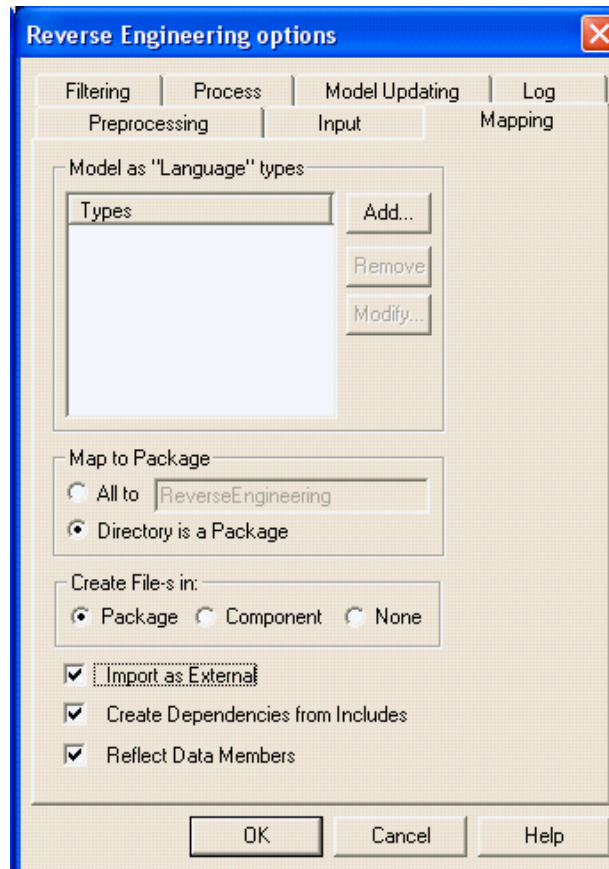 Reverse Engineering options
Filtering Process Model Updating Log
Preprocessing Input Mapping
Model as "Language" types
Types
Add...
Remove
Modify...
Map to Package
All to ReverseEngineering
Directory is a Package
Create File-s in:
Package Component None
Import as External
Create Dependencies from Includes
Reflect Data Members
OK Cancel Help